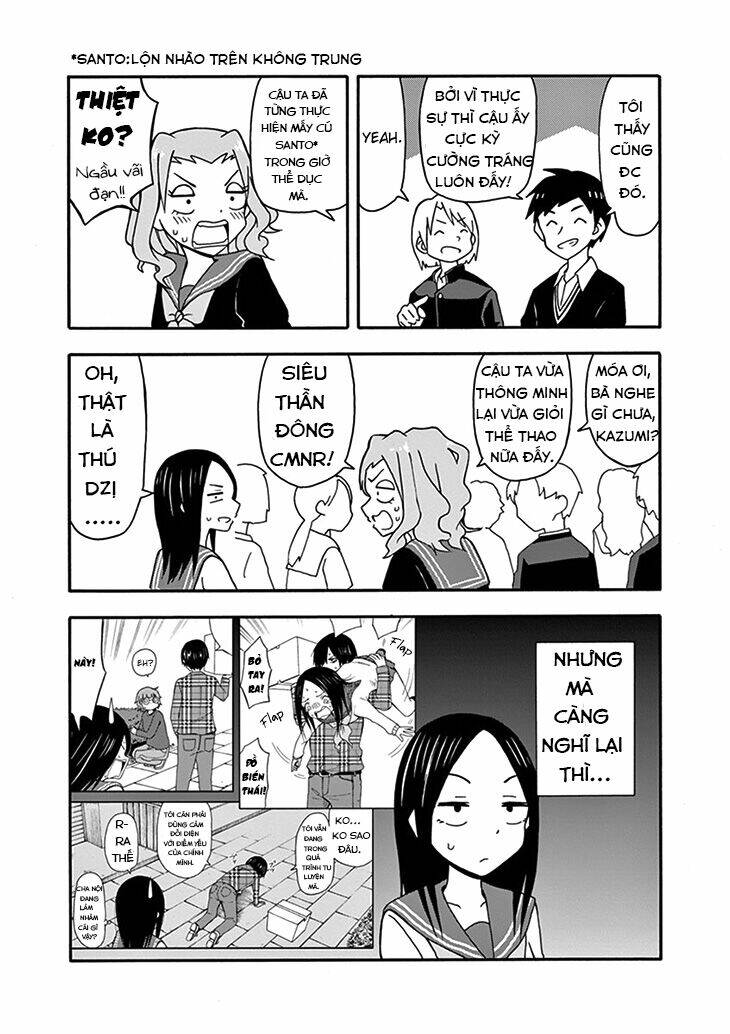 *SANTO:LỘN NHÀO TRÊN KHÔNG TRUNG
TÔI
THẤY
CŨNG
ĐC
ĐÓ.
BỞI VÌ THỰC
SỰ THÌ CẬU ẤY
CỰC KỲ
CƯỜNG TRÁNG
LUÔN ĐẤY!
YEAH.
CẬU TA ĐÃ
TỪNG THỰC
HIỆN MẤY CÚ
SANTO*
TRONG GIỜ
THỂ DỤC
MÀ.
THIỆT
KO?
NGẦU VÃI
ĐẠN!!
MÓA ƠI,
BÀ NGHE
GÌ CHƯA,
KAZUMI?
CẬU TA VỪA
THÔNG MINH
LẠI VỪA GIỎI
THỂ THAO
NỮA ĐẤY.
SIÊU
THẦN
ĐỒNG
CMNR!
OH,
THẬT
LÀ
THÚ
DZỊ
.....
NHƯNG
MÀ
CÀNG
NGHĨ LẠI
THÌ...
Flap
BỎ
TAY
RA!
Flap
ĐỒ
BIẾN
THÁI!
EH?
NÀY!
KO...
KO SAO
ĐÂU.
TÔI VẪN
ĐANG
TRONG
QUÁ
TRÌNH TU
LUYỆN
MÀ.
TÔI CẦN PHẢI
DŨNG CẢM
ĐỐI DIỆN
VỚI ĐIỂM YẾU
CỦA CHÍNH
MÌNH.
R-
RA THẾ
CHA NỘI
ĐANG
LẢM
NHẢM
CÁI GÌ
VẬY?